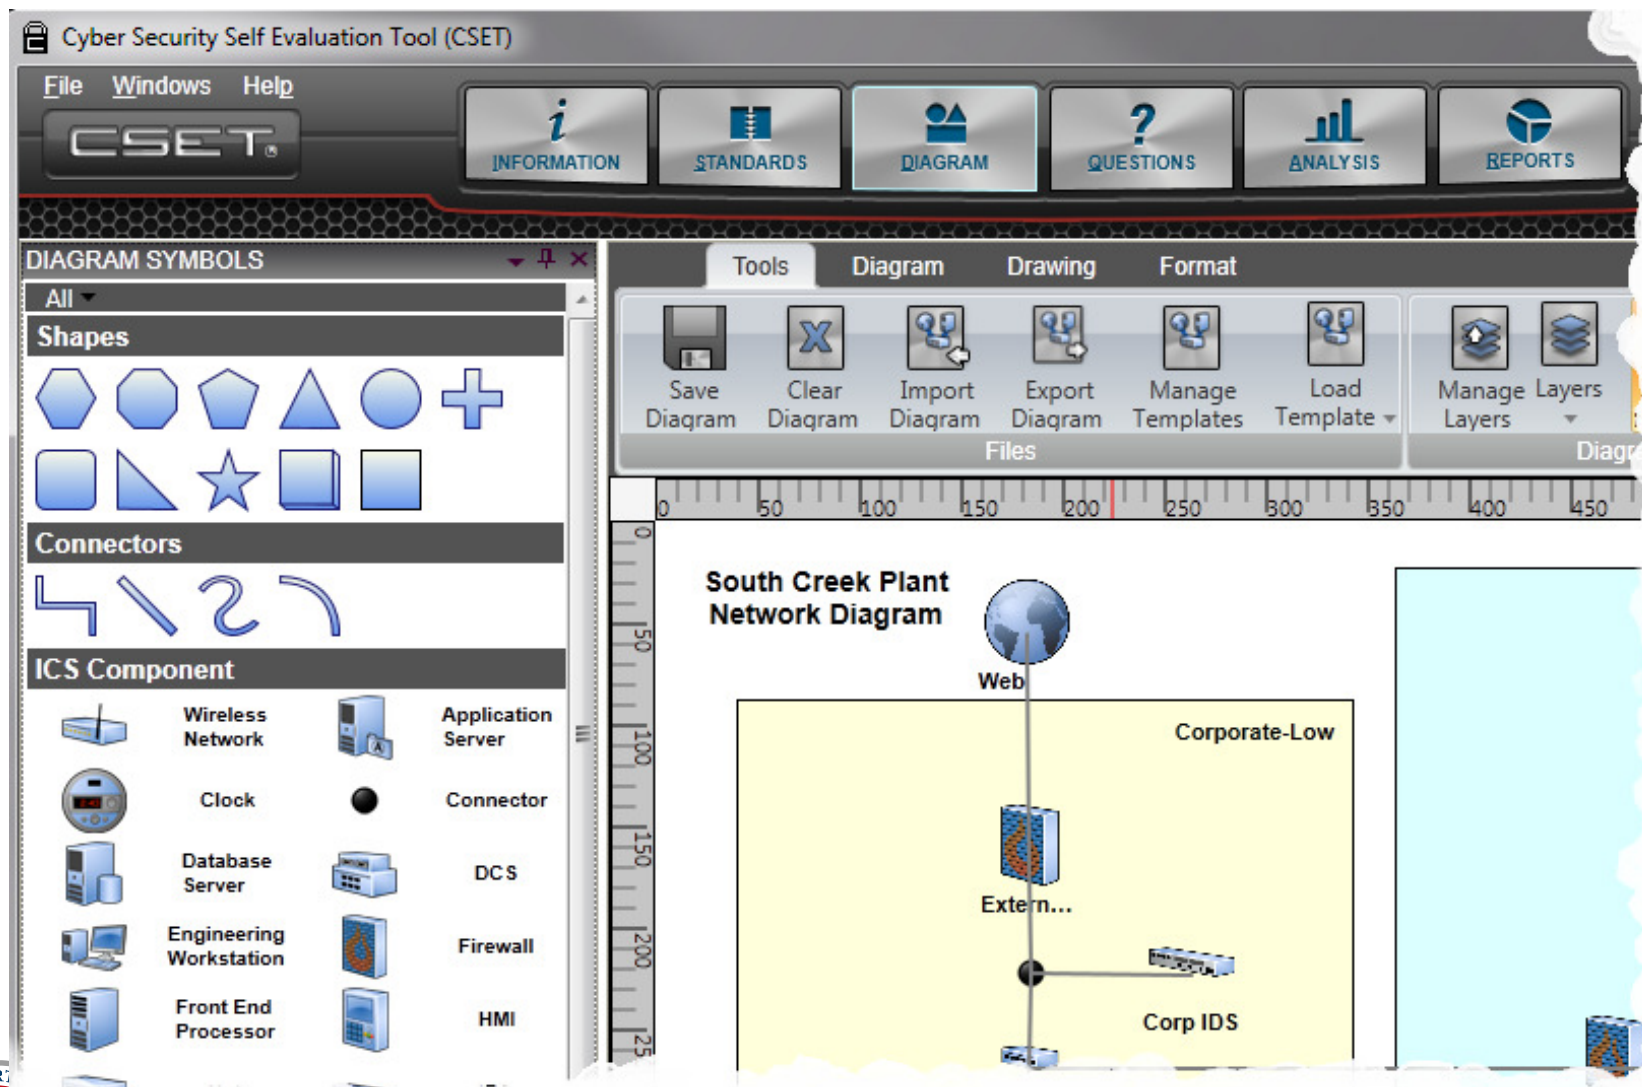 Cyber Security Self Evaluation Tool (CSET)
File Windows Help
CSET®
INFORMATION
STANDARDS
DIAGRAM
QUESTIONS
ANALYSIS
REPORTS
DIAGRAM SYMBOLS
All
Shapes
Connectors
ICS Component
Wireless
Network
Application
Server
Clock
Connector
Database
Server
DCS
Engineering
Workstation
Firewall
Front End
Processor
HMI
Tools Diagram Drawing Format
Save
Diagram
Clear
Diagram
Import
Diagram
Export
Diagram
Manage
Templates
Load
Template
Manage
Layers
Layers
Files
0 50 100 150 200 250 300 350 400 450
0
50
100
150
200
South Creek Plant
Network Diagram
Web
Corporate-Low
Extern...
Corp IDS